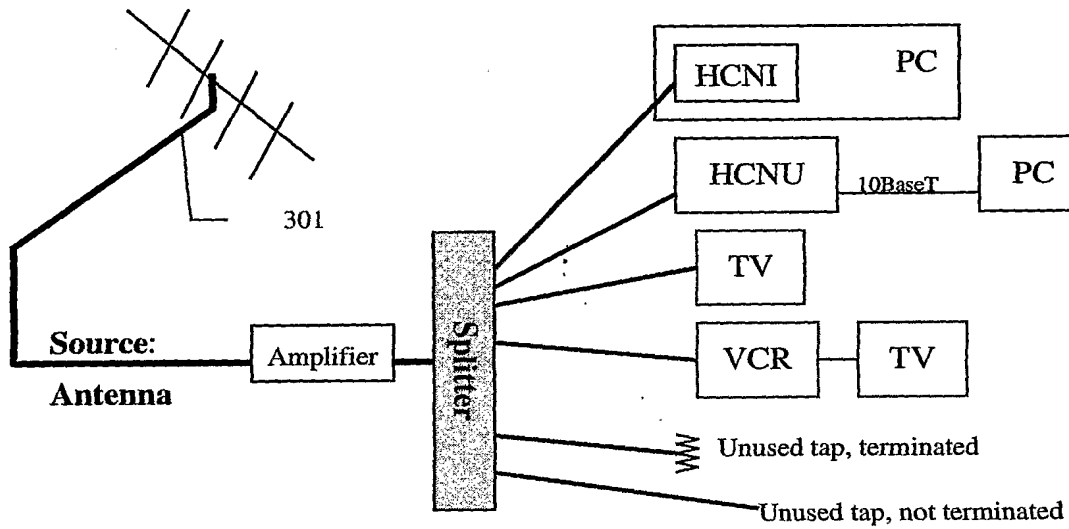 HCNI
PC
HCNU
10BaseT
PC
301
TV
Source:
Antenna
Amplifier
Splitter
VCR
TV
Unused tap, terminated
Unused tap, not terminated